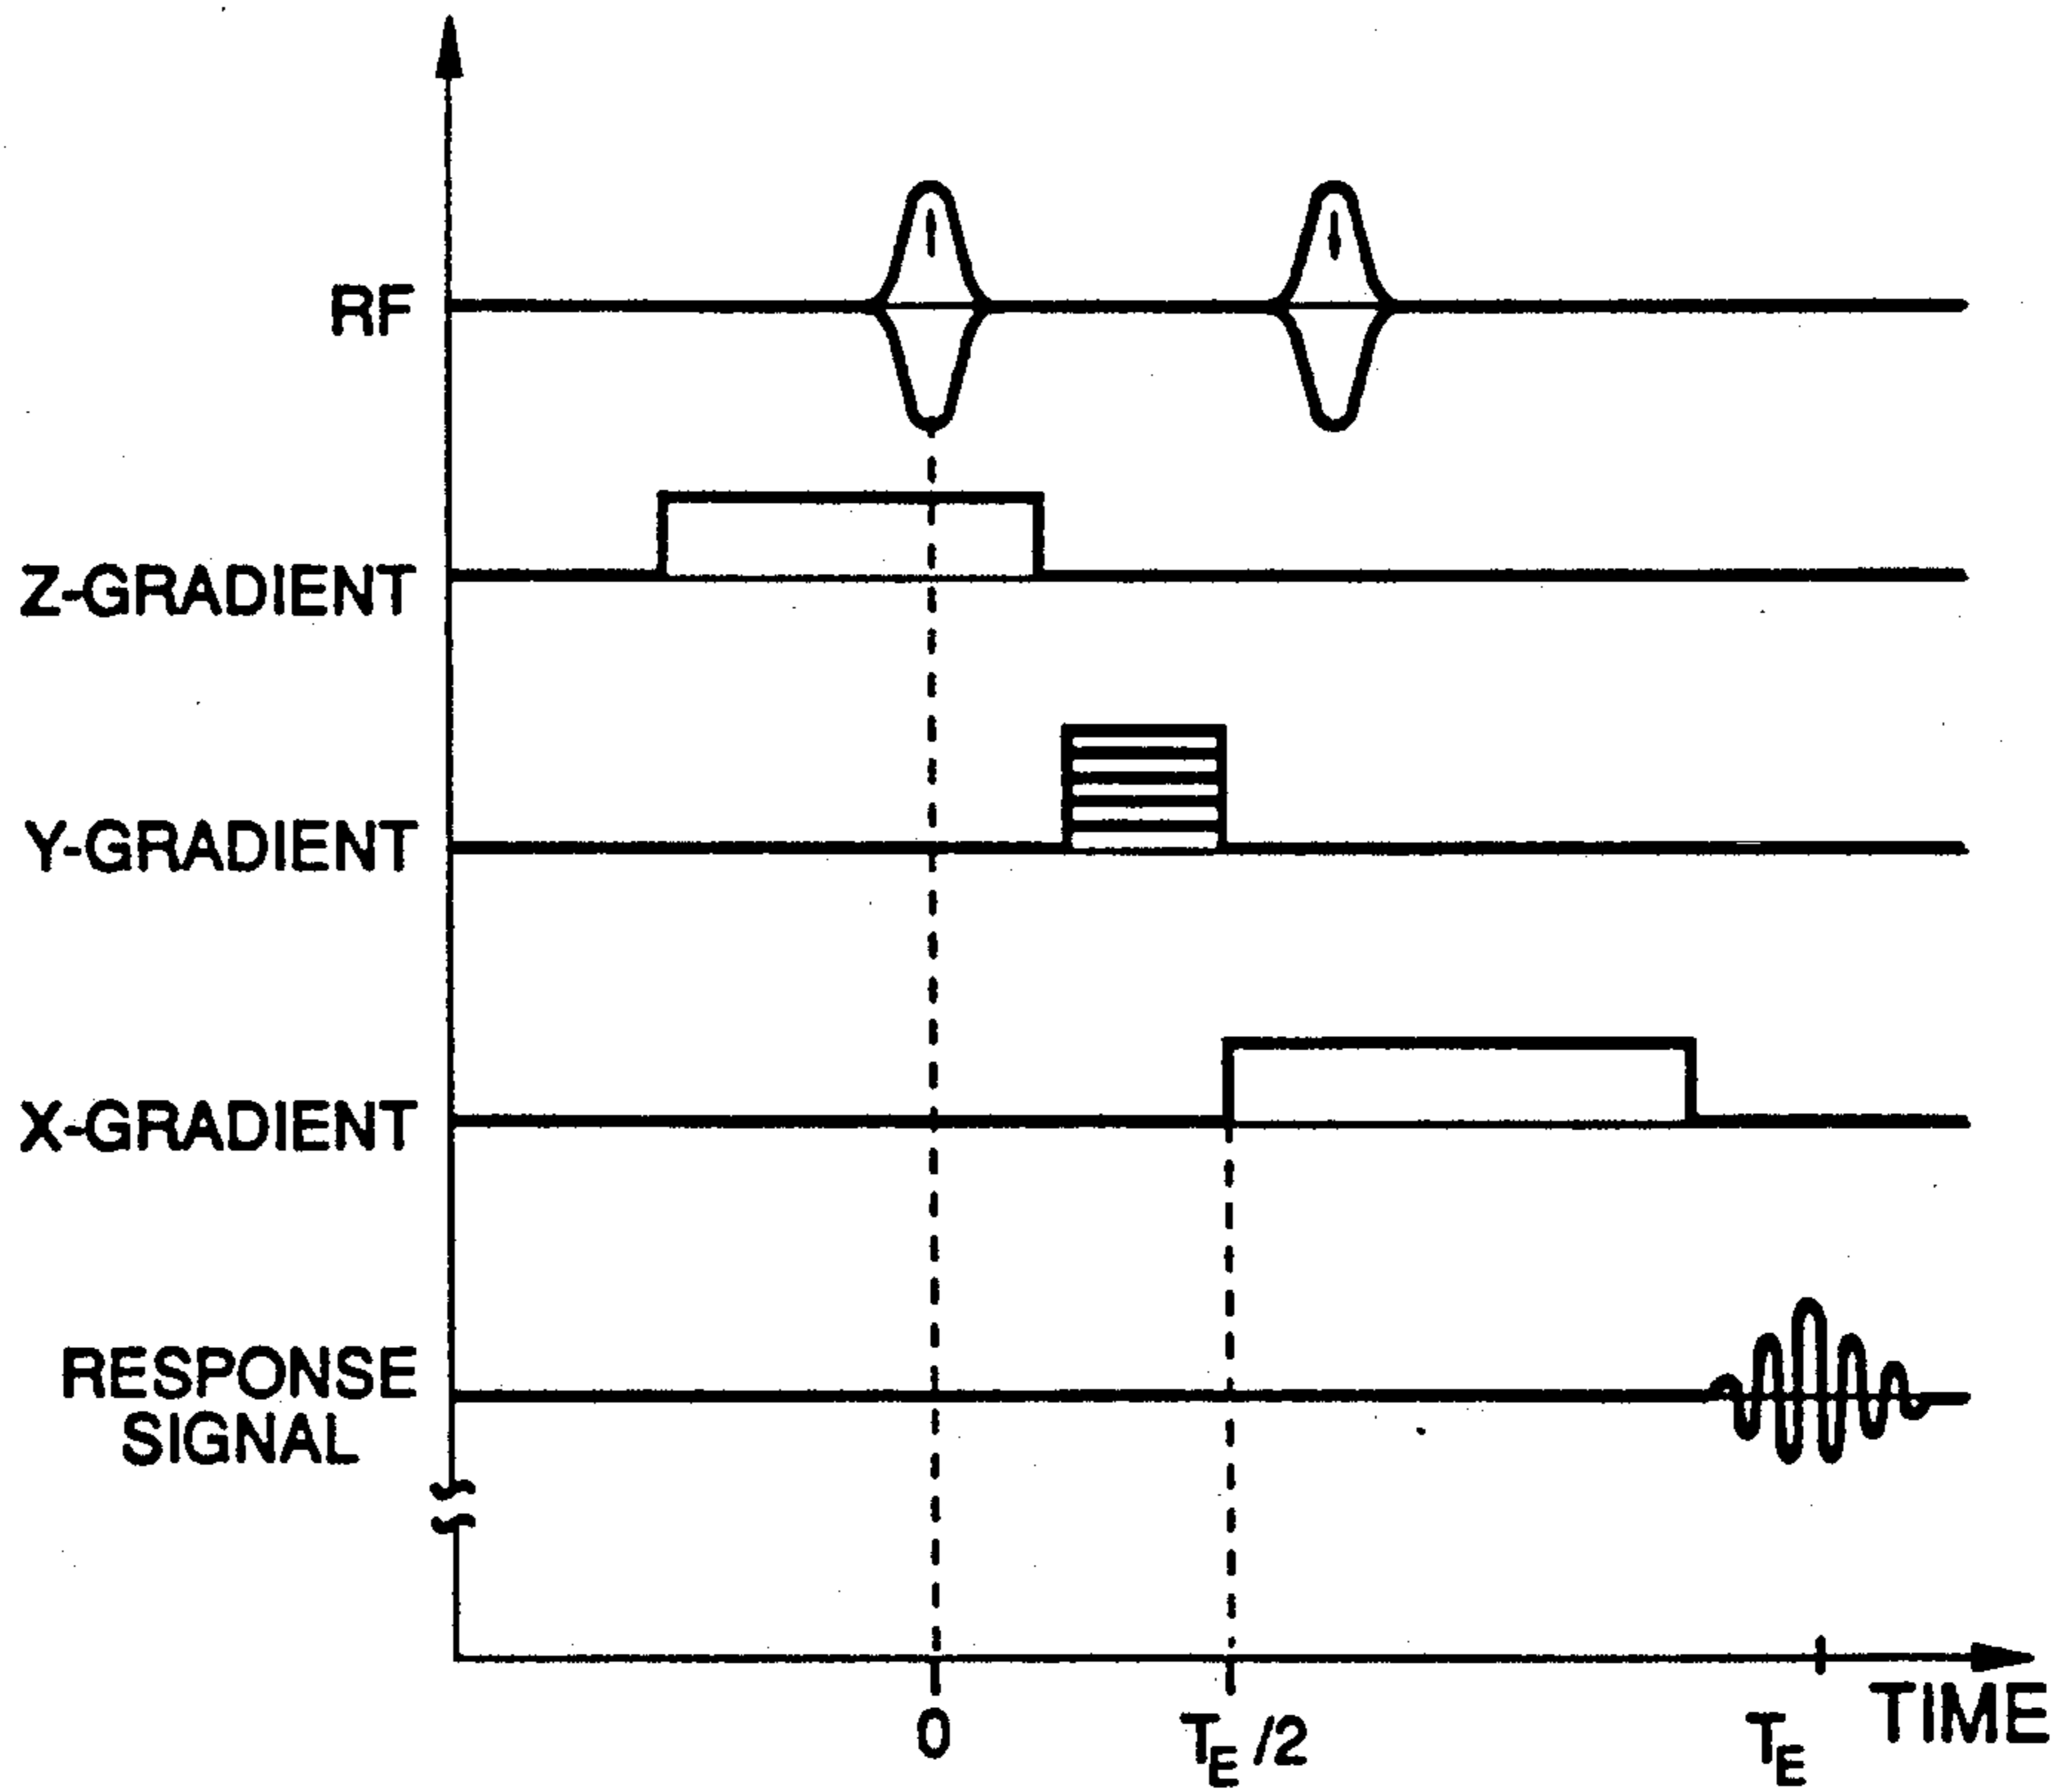 RF
Z-GRADIENT
Y-GRADIENT
X-GRADIENT
RESPONSE
SIGNAL
0
TE/2
TE
TIME